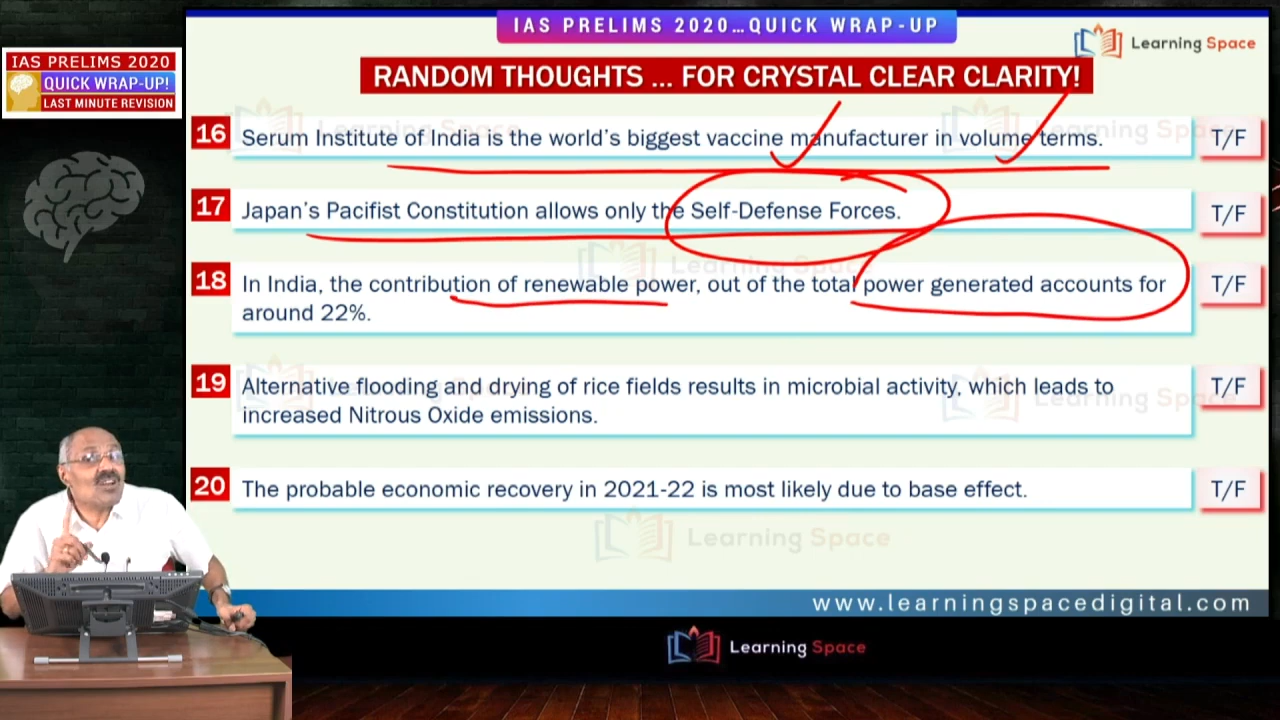 IAS PRELIMS 2020...QUICK WRAP-UP
Learning Space
IAS PRELIMS 2020
QUICK WRAP-UP!
LAST MINUTE REVISION
RANDOM THOUGHTS ... FOR CRYSTAL CLEAR CLARITY!
16 Serum Institute of India is the world's biggest vaccine manufacturer in volume terms. T/F
17 Japan's Pacifist Constitution allows only the Self-Defense Forces. T/F
18 In India, the contribution of renewable power, out of the total power generated accounts for T/F
around 22%.
19 Alternative flooding and drying of rice fields results in microbial activity, which leads to T/F
increased Nitrous Oxide emissions.
20 The probable economic recovery in 2021-22 is most likely due to base effect. T/F
Learning Space
www.learningspacedigital.com
Learning Space